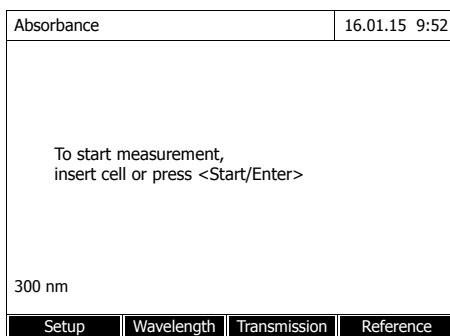 Absorbance 16.01.15 9:52
To start measurement,
insert cell or press <Start/Enter>
300 nm
Setup Wavelength Transmission Reference